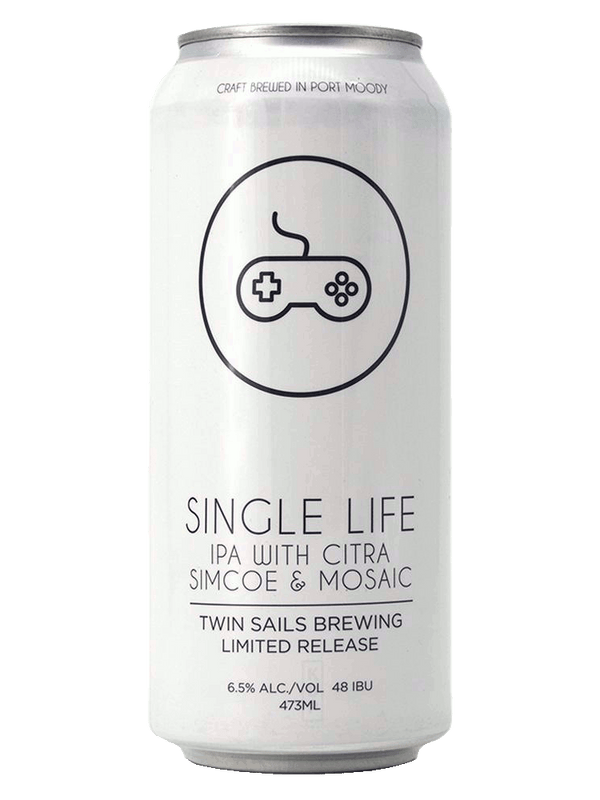 CRAFT BREWED IN PORT MOODY
SINGLE LIFE
IPA WITH CITRA
SIMCOE & MOSAIC
TWIN SAILS BREWING
LIMITED RELEASE
6.5% ALC./VOL 48 IBU
473ML
K